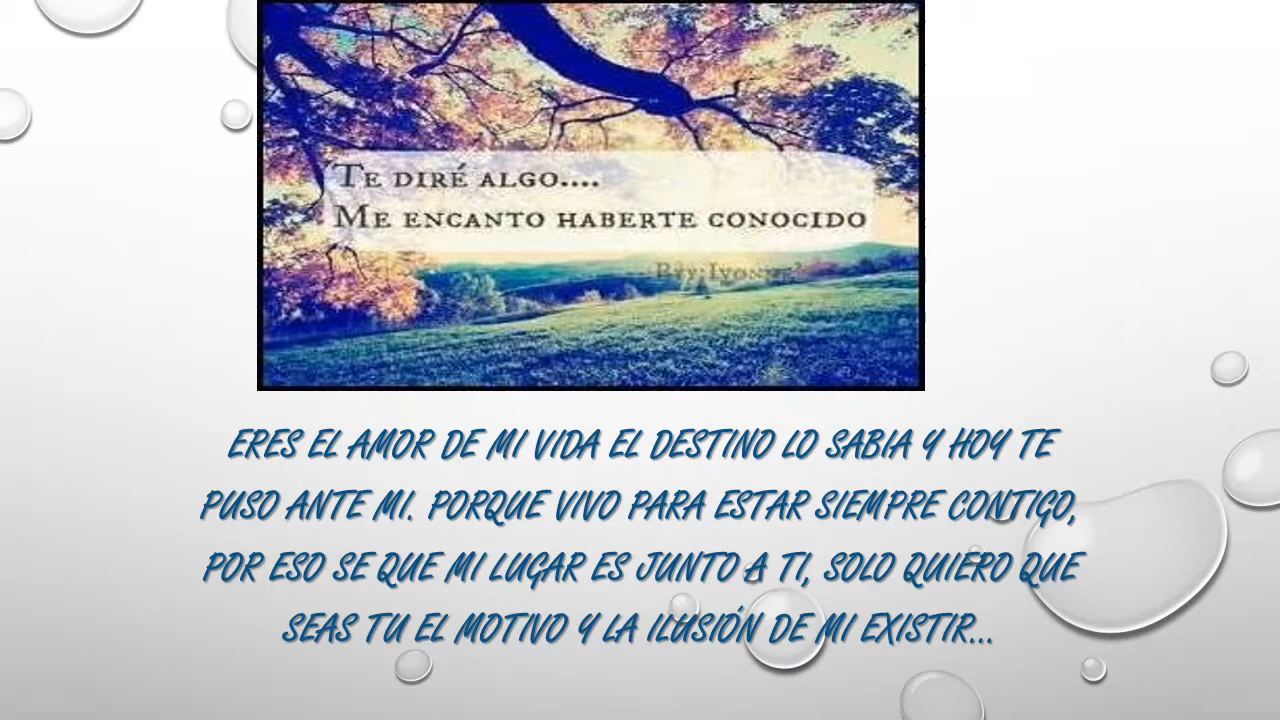 Te diré algo....
Me encanto haberte conocido
ERES EL AMOR DE MI VIDA EL DESTINO LO SABIA Y HOY TE
PUSO ANTE MI. PORQUE VIVO PARA ESTAR SIEMPRE CONTIGO,
POR ESO SE QUE MI LUGAR ES JUNTO A TI, SOLO QUIERO QUE
SEAS TU EL MOTIVO Y LA ILUSIÓN DE MI EXISTIR...